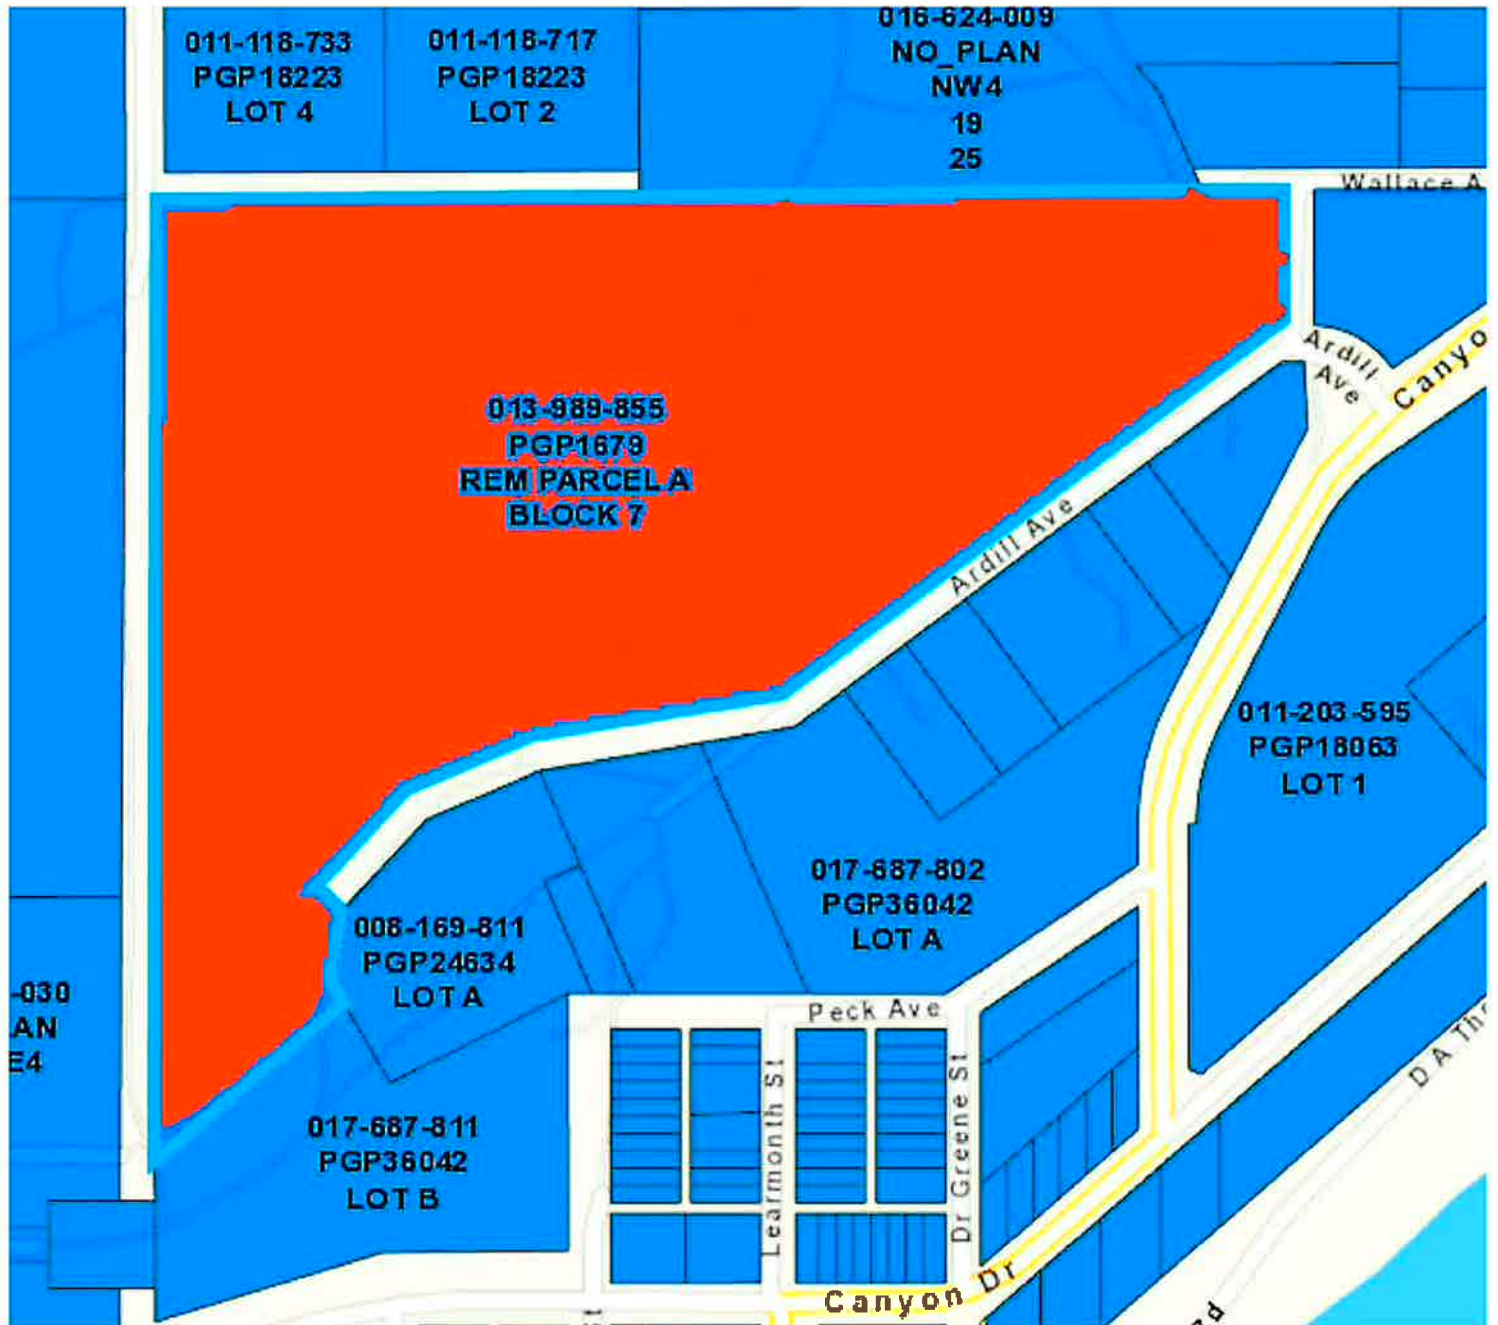 011-118-733
PGP18223
LOT 4
011-118-717
PGP18223
LOT 2
016-624-009
NO_PLAN
NW4
19
25
Wallace A
Ardill
Ave
Canyo
013-989-855
PGP1679
REM PARCEL A
BLOCK 7
Ardill Ave
011-203-595
PGP18063
LOT 1
017-687-802
PGP36042
LOT A
008-169-811
PGP24634
LOT A
-030
AN
E4
Peck Ave
D A Tho
Learmonth St
Dr Greene St
017-687-811
PGP36042
LOT B
Canyon Dr
St
rd